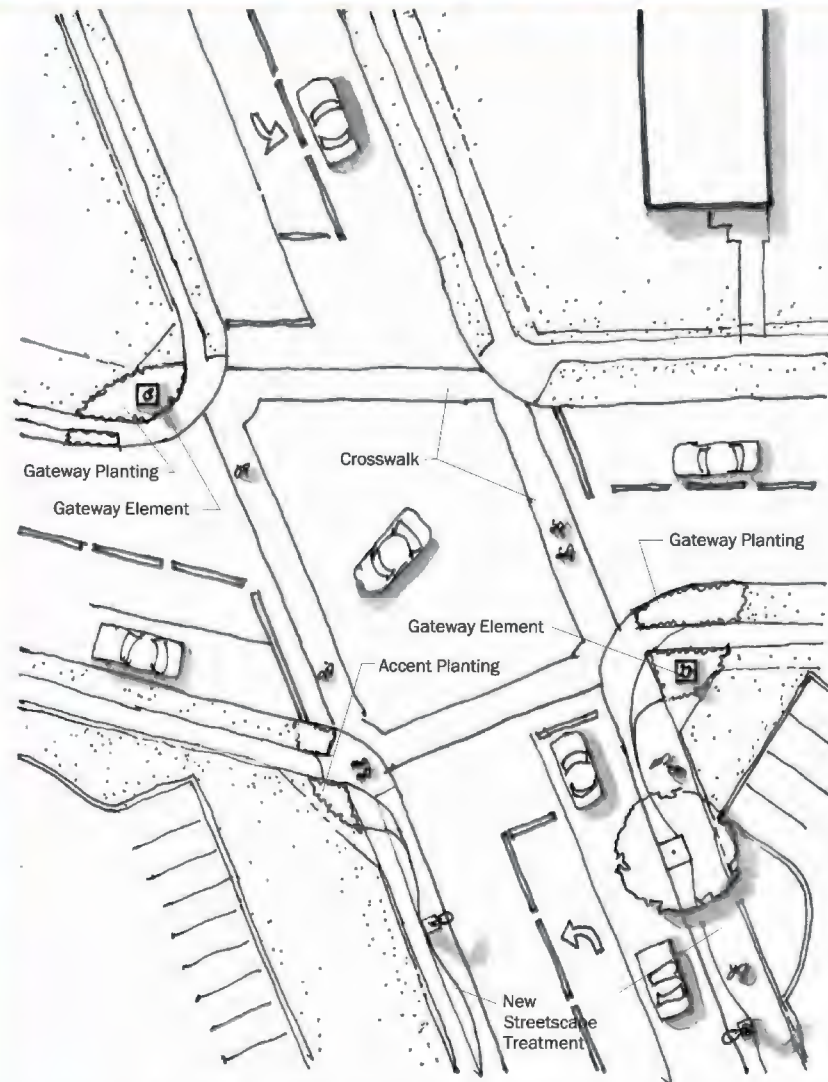 Crosswalk
Gateway Planting
Gateway Element
Gateway Planting
Gateway Element
Accent Planting
New
Streetscape
Treatment